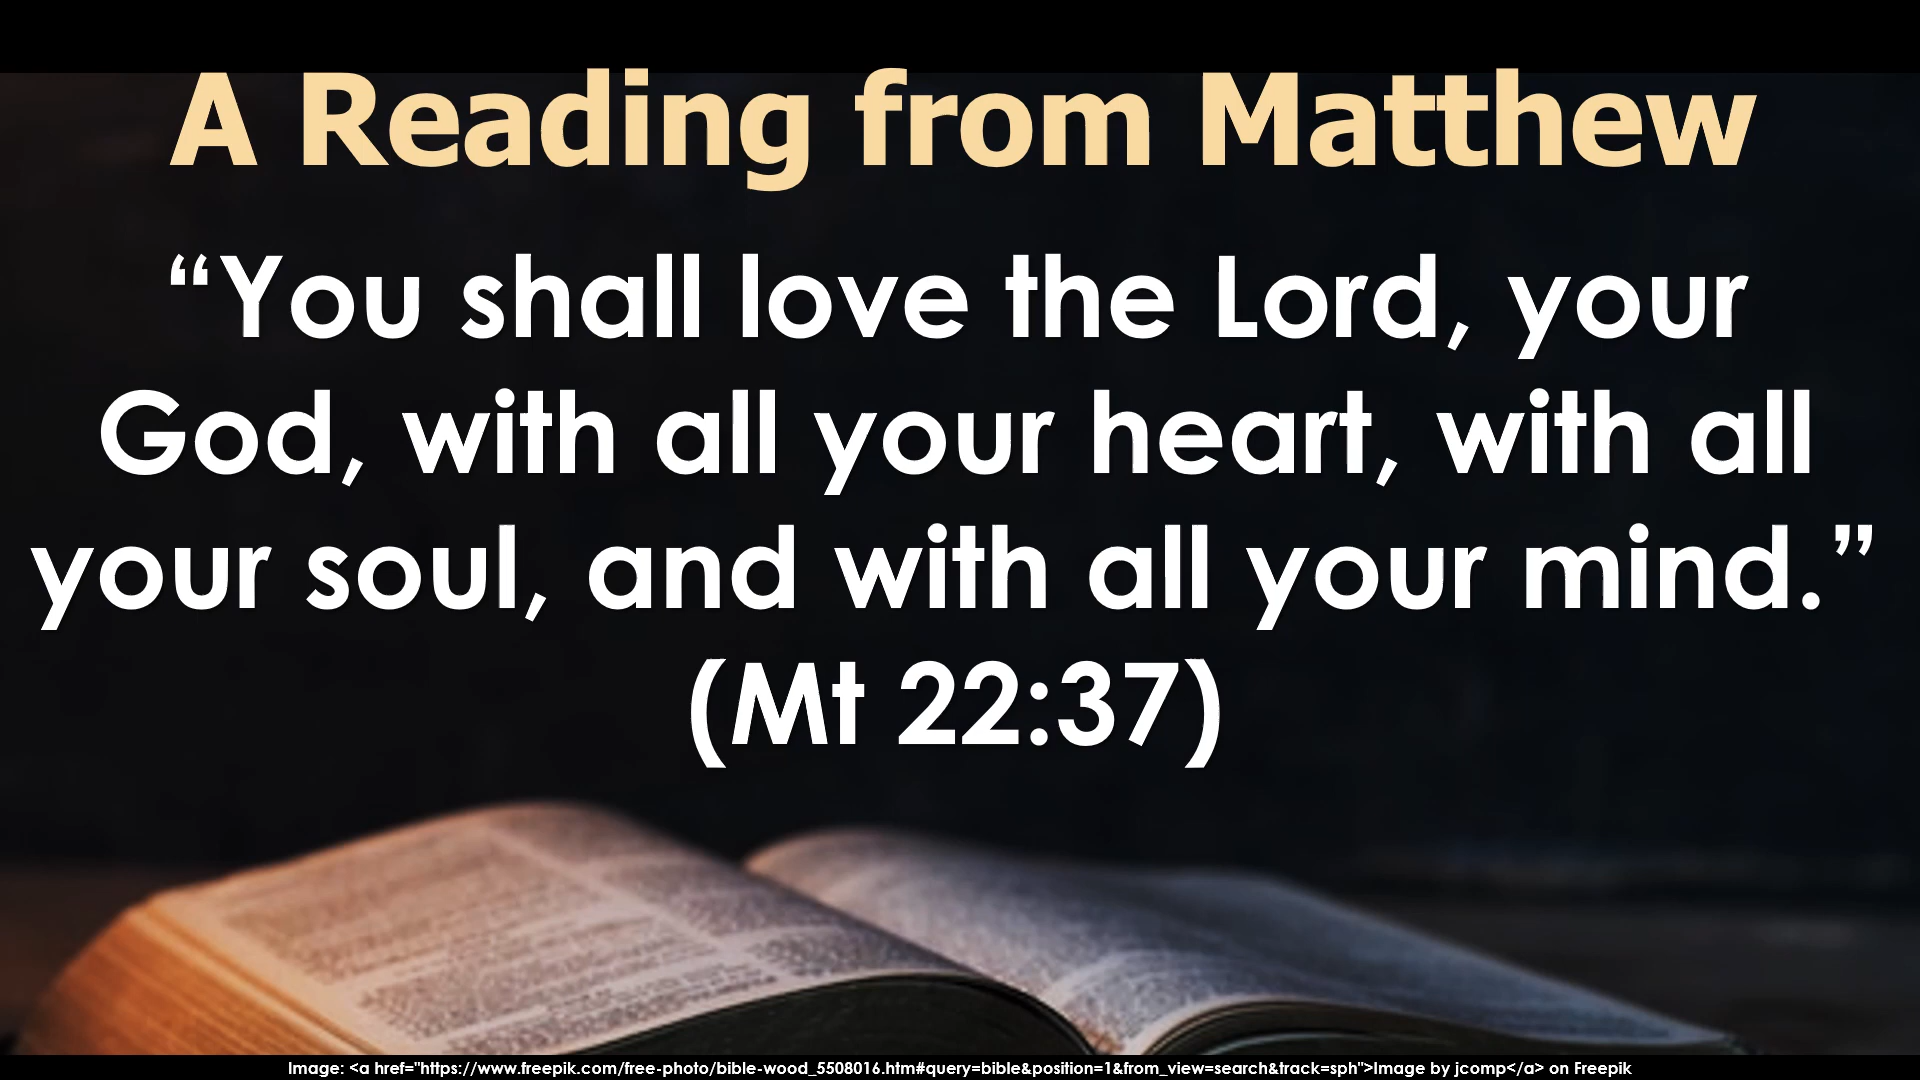 A Reading from Matthew
“You shall love the Lord, your
God, with all your heart, with all
your soul, and with all your mind.”
(Mt 22:37)
Image: <a href="https://www.freepik.com/free-photo/bible-wood_5508016.htm#query=bible&position=1&from_view=search&track=sph">Image by jcomp</a> on Freepik